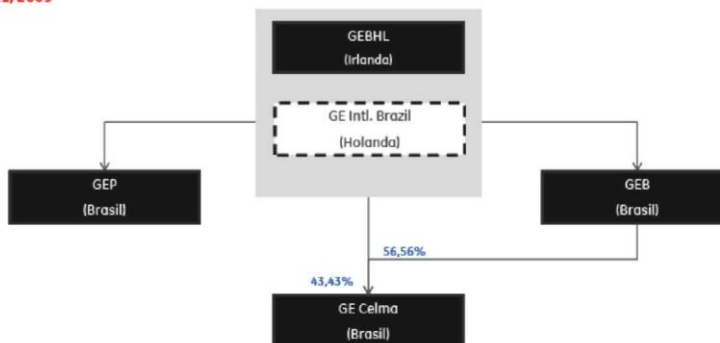 GEBHL
(Irlanda)
GE Intl. Brazil
(Holanda)
GEP
(Brasil)
GEB
(Brasil)
56,56%
43,43%
GE Celma
(Brasil)